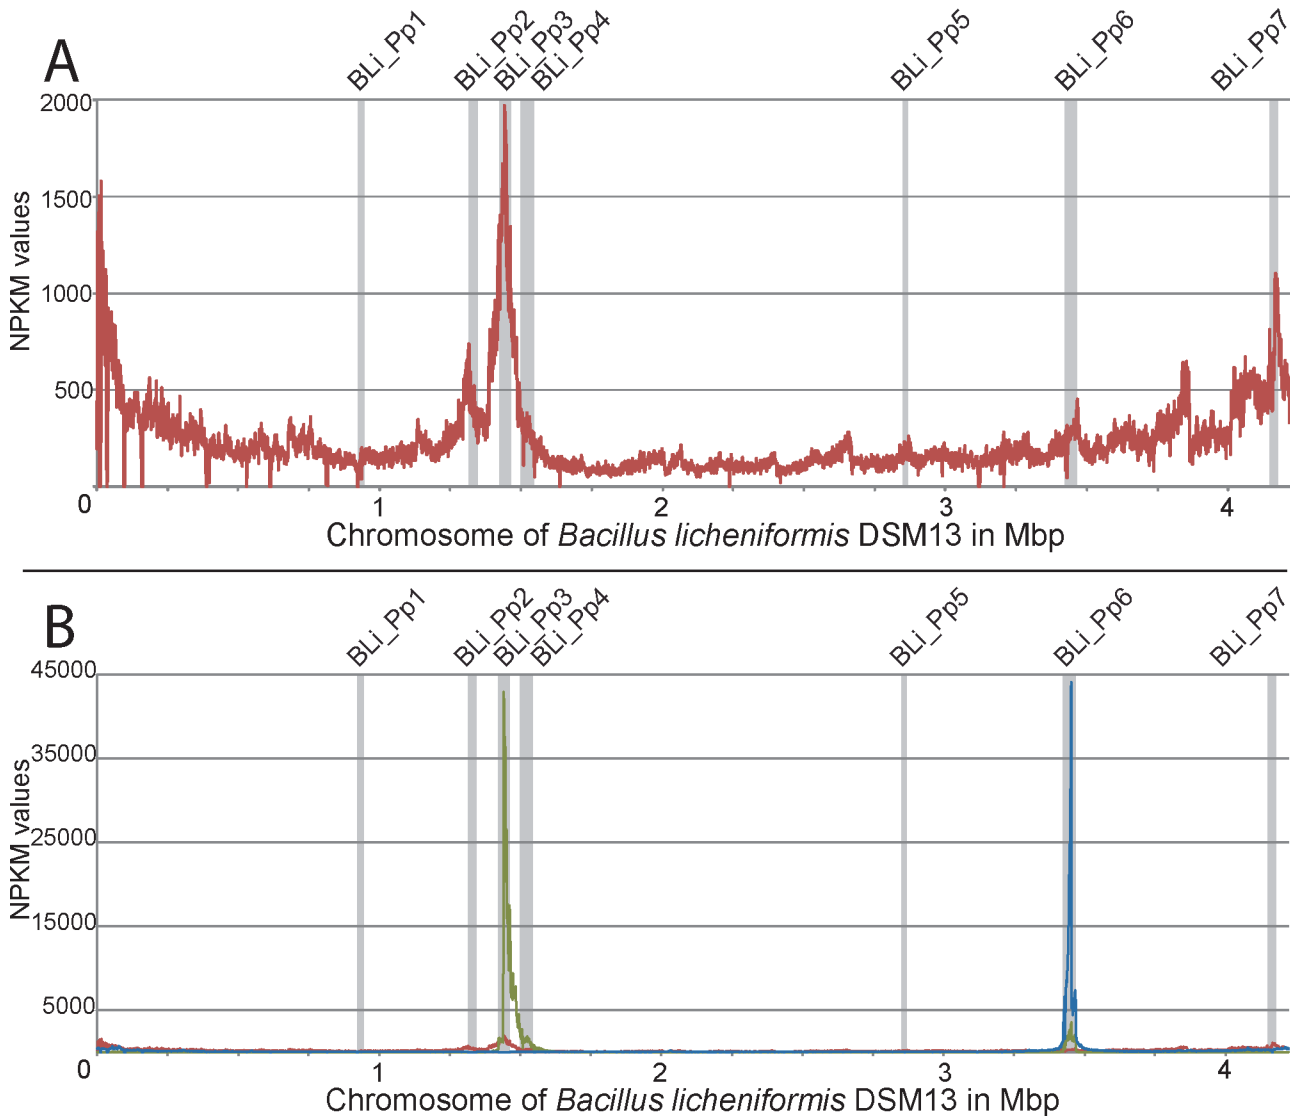 A
BLi_Pp1
BLi_Pp2
BLi_Pp3
BLi_Pp4
BLi_Pp5
BLi_Pp6
BLi_Pp7
NPKM values
2000
1500
1000
500
0
0 1 2 3 4
Chromosome of Bacillus licheniformis DSM13 in Mbp
B
BLi_Pp1
BLi_Pp2
BLi_Pp3
BLi_Pp4
BLi_Pp5
BLi_Pp6
BLi_Pp7
NPKM values
45000
35000
25000
15000
5000
0 1 2 3 4
Chromosome of Bacillus licheniformis DSM13 in Mbp